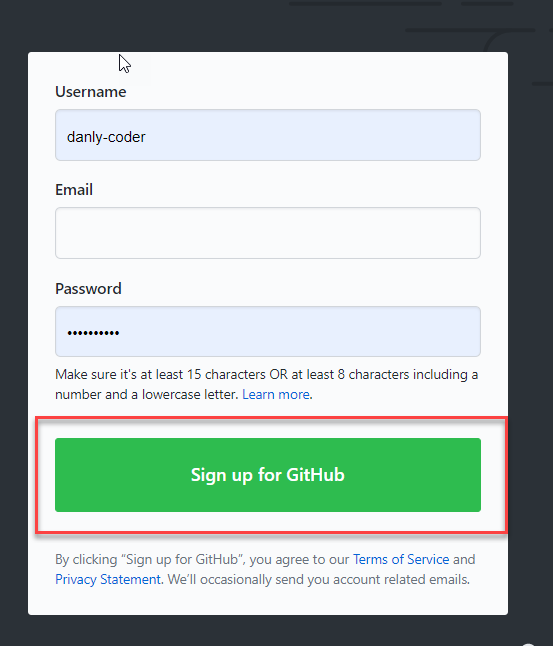 Username
danly-coder
Email
Password
••••••••••
Make sure it's at least 15 characters OR at least 8 characters including a
number and a lowercase letter. Learn more.
Sign up for GitHub
By clicking “Sign up for GitHub”, you agree to our Terms of Service and
Privacy Statement. We’ll occasionally send you account related emails.